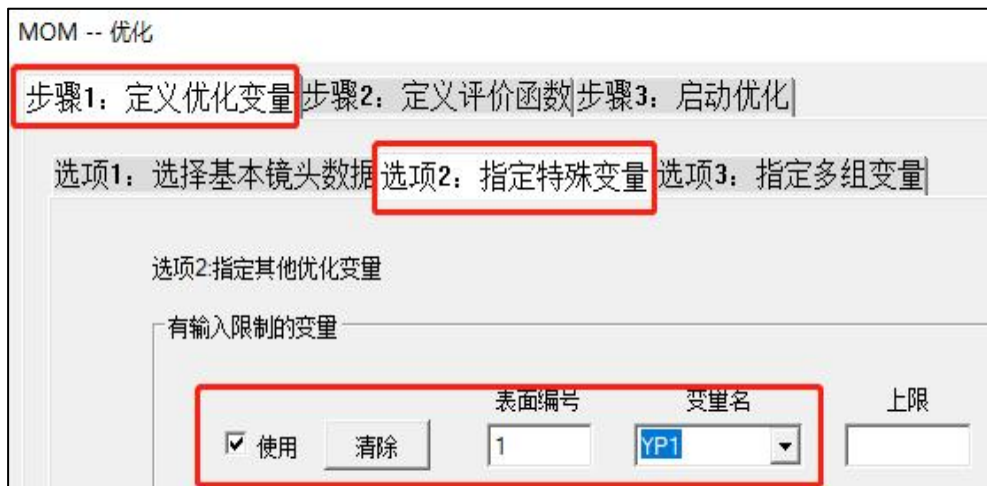 MOM -- 优化
步骤1：定义优化变量 步骤2：定义评价函数 步骤3：启动优化
选项1：选择基本镜头数据 选项2：指定特殊变量 选项3：指定多组变量
选项2:指定其他优化变量
有输入限制的变量
表面编号 变里名 上限
使用 清除 1 YP1